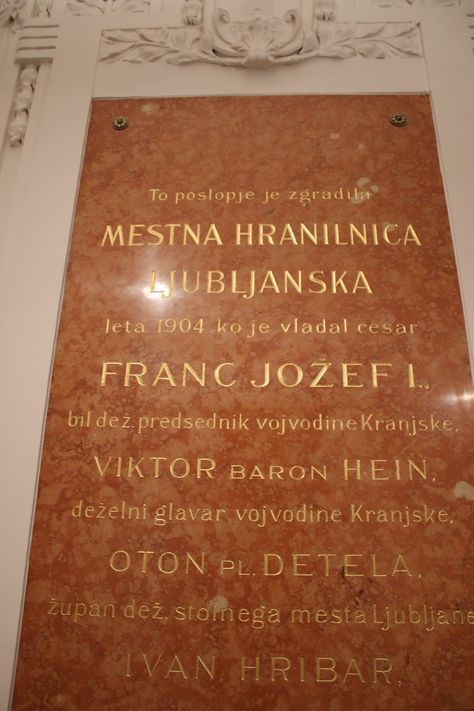 To poslopje je zgradila
MESTNA HRANILNICA
LJUBLJANSKA
leta 1904 ko je vladal cesar
FRANC JOŽEF I.,
bil dež. predsednik vojvodine Kranjske,
VIKTOR BARON HEIN,
deželni glavar vojvodine Kranjske,
OTON PL. DETELA,
župan dež. stolnega mesta Ljubljane
IVAN HRIBAR,